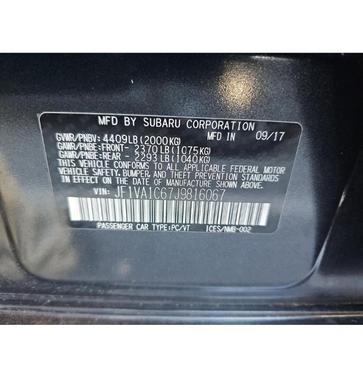 MFD BY SUBARU CORPORATION
GVWR/PNBV: 4409LB(2000KG) 09/17
GAWR/PNBE:FRONT- 2370LB(1075KG) IN
GAWR/PNBE:REAR - 2293LB(1040KG)
THIS VEHICLE CONFORMS TO ALL APPLICABLE FEDERAL MOTOR
VEHICLE SAFETY, BUMPER, AND THEFT PREVENTION STANDARDS
IN EFFECT ON THE DATE OF MANUFACTURE SHOWN ABOVE.
VIN: JF1VA1C67J9816067
PASSENGER CAR TYPE:PC/VT ICES/NMB-002